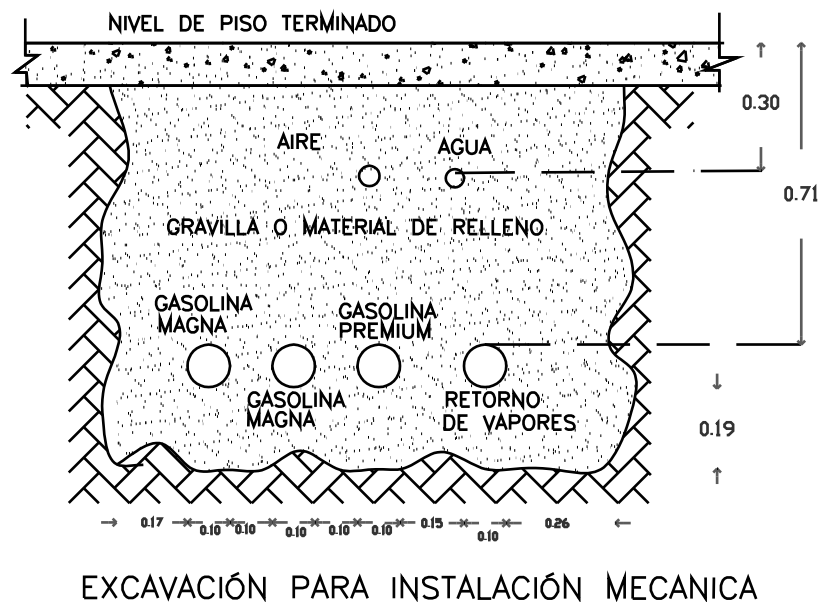 NIVEL DE PISO TERMINADO
0.30
AIRE
AGUA
0.71
GRAVILLA O MATERIAL DE RELLENO
GASOLINA
MAGNA
GASOLINA
PREMIUM
GASOLINA
MAGNA
RETORNO
DE VAPORES
0.19
0.17 0.10 0.10 0.10 0.10 0.10 0.15 0.10 0.26
EXCAVACIÓN PARA INSTALACIÓN MECANICA